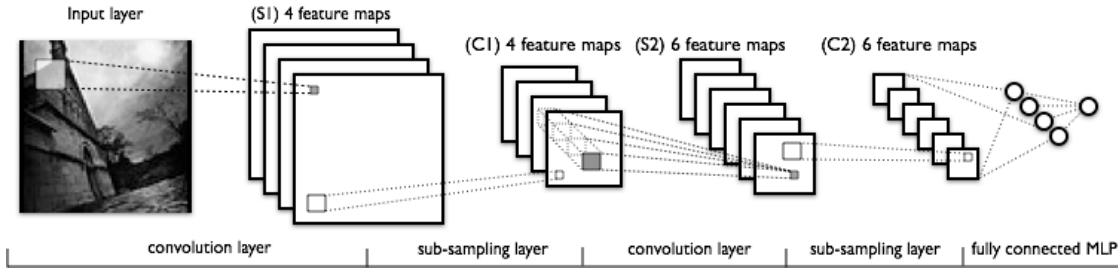 Input layer
(S1) 4 feature maps
(C1) 4 feature maps
(S2) 6 feature maps
(C2) 6 feature maps
convolution layer
sub-sampling layer
convolution layer
sub-sampling layer
fully connected MLP